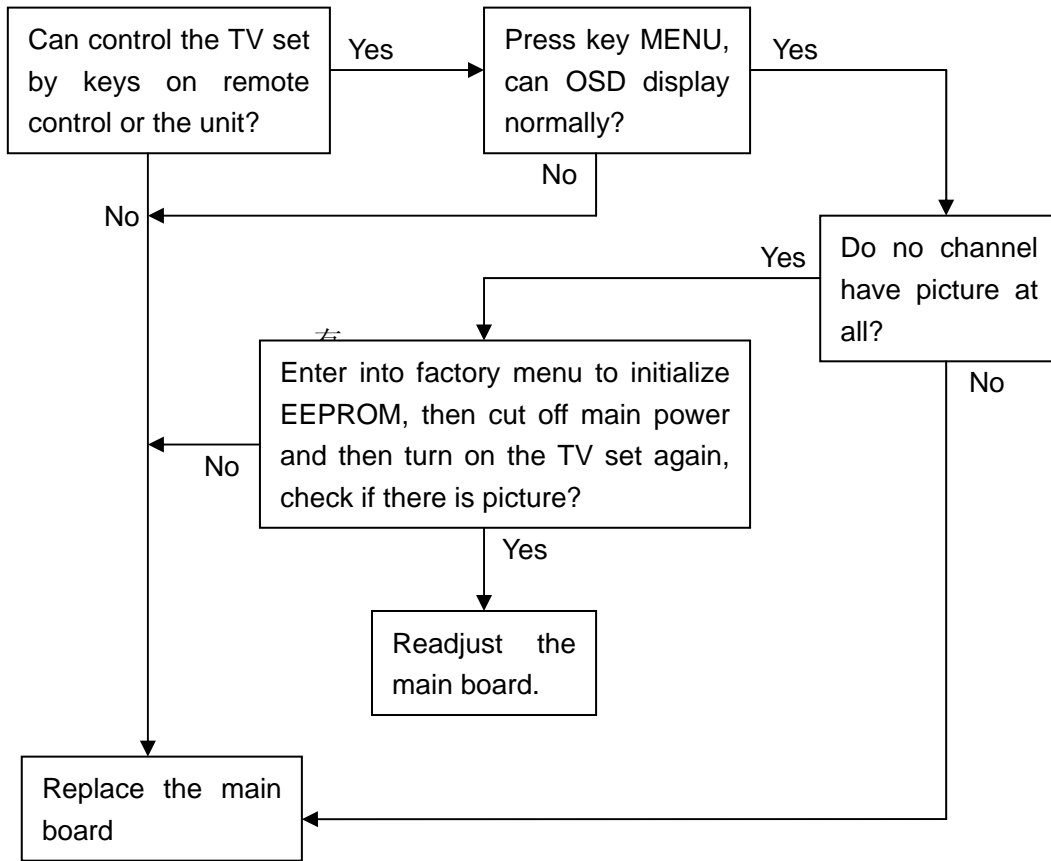 Can control the TV set
by keys on remote
control or the unit?
Yes
Press key MENU,
can OSD display
normally?
Yes
No
No
Do no channel
have picture at
all?
Yes
No
Enter into factory menu to initialize
EEPROM, then cut off main power
and then turn on the TV set again,
check if there is picture?
No
Yes
Readjust the
main board.
Replace the main
board